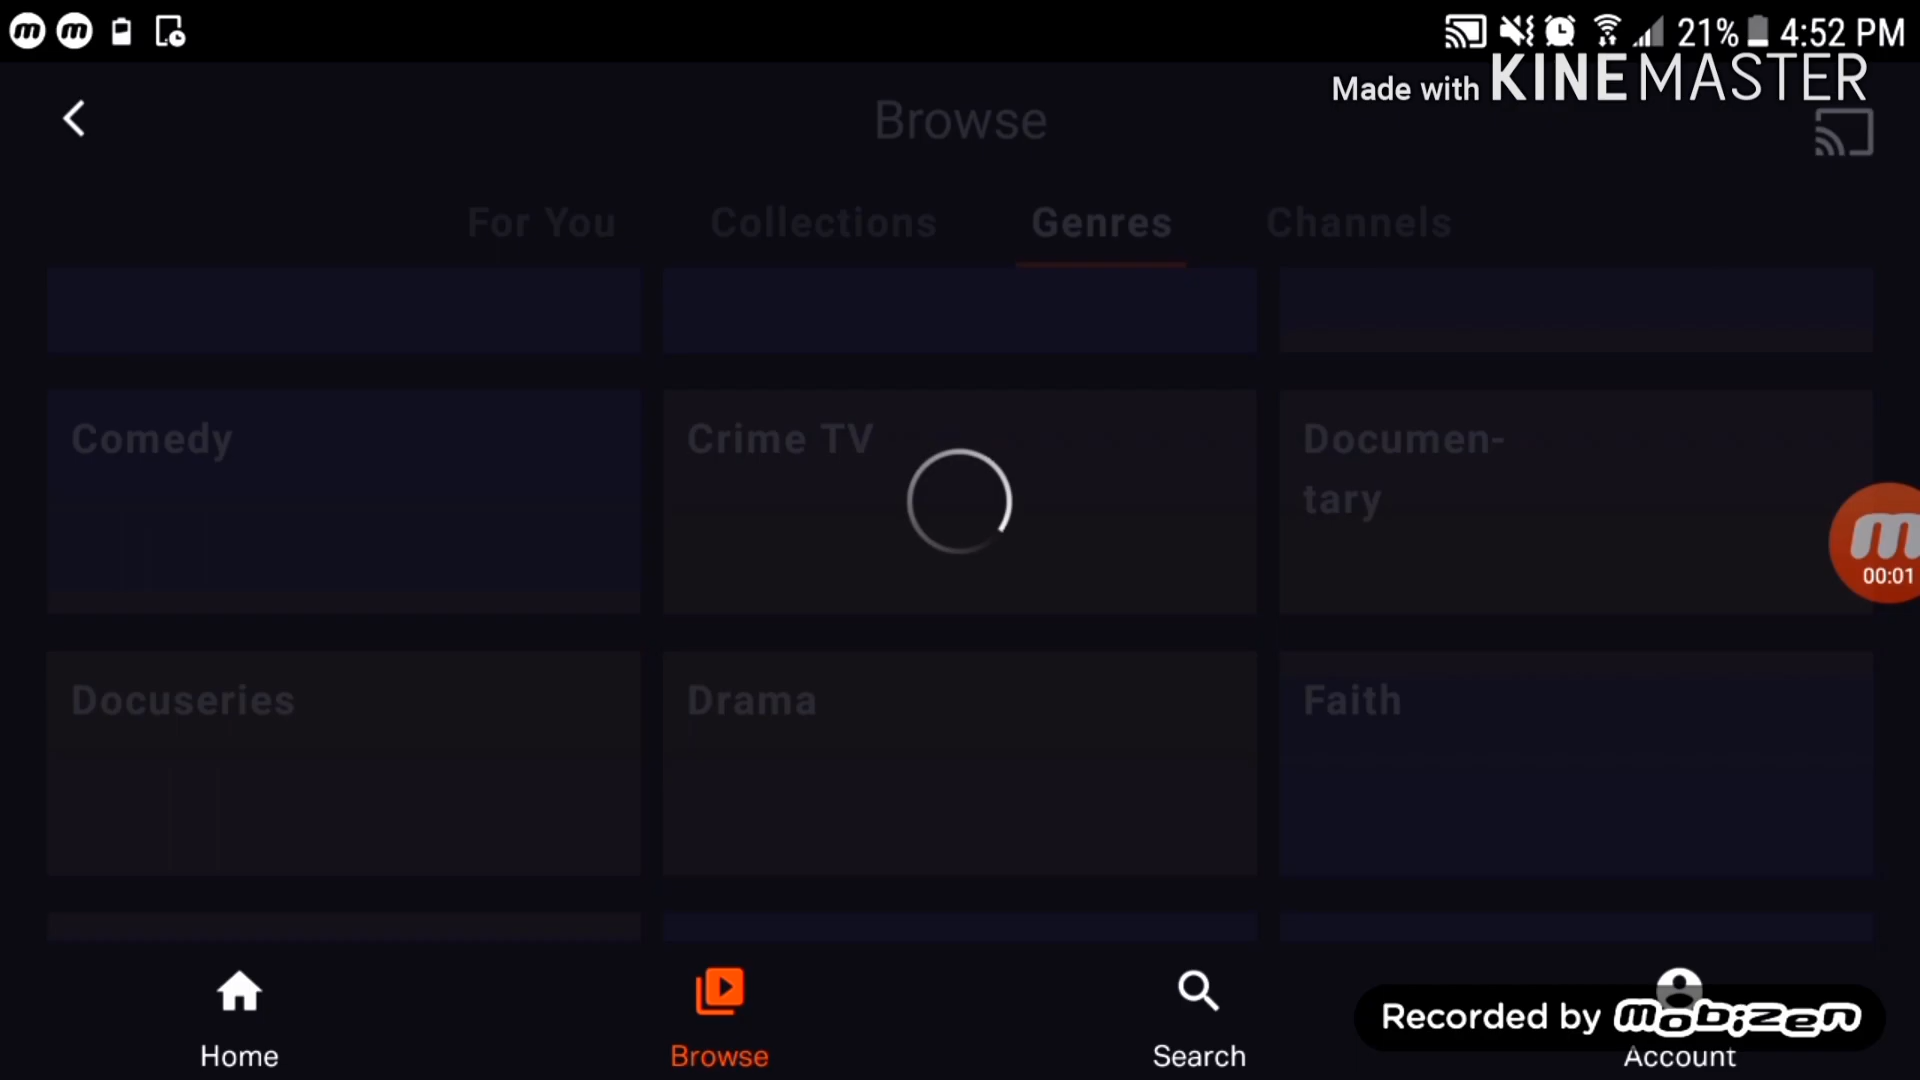 21% 4:52 PM
Made with KINEMASTER
Browse
For You Collections Genres Channels
Comedy
Crime TV
Documen-
tary
00:01
Docuseries
Drama
Faith
Home
Browse
Search
Account
Recorded by mobizen